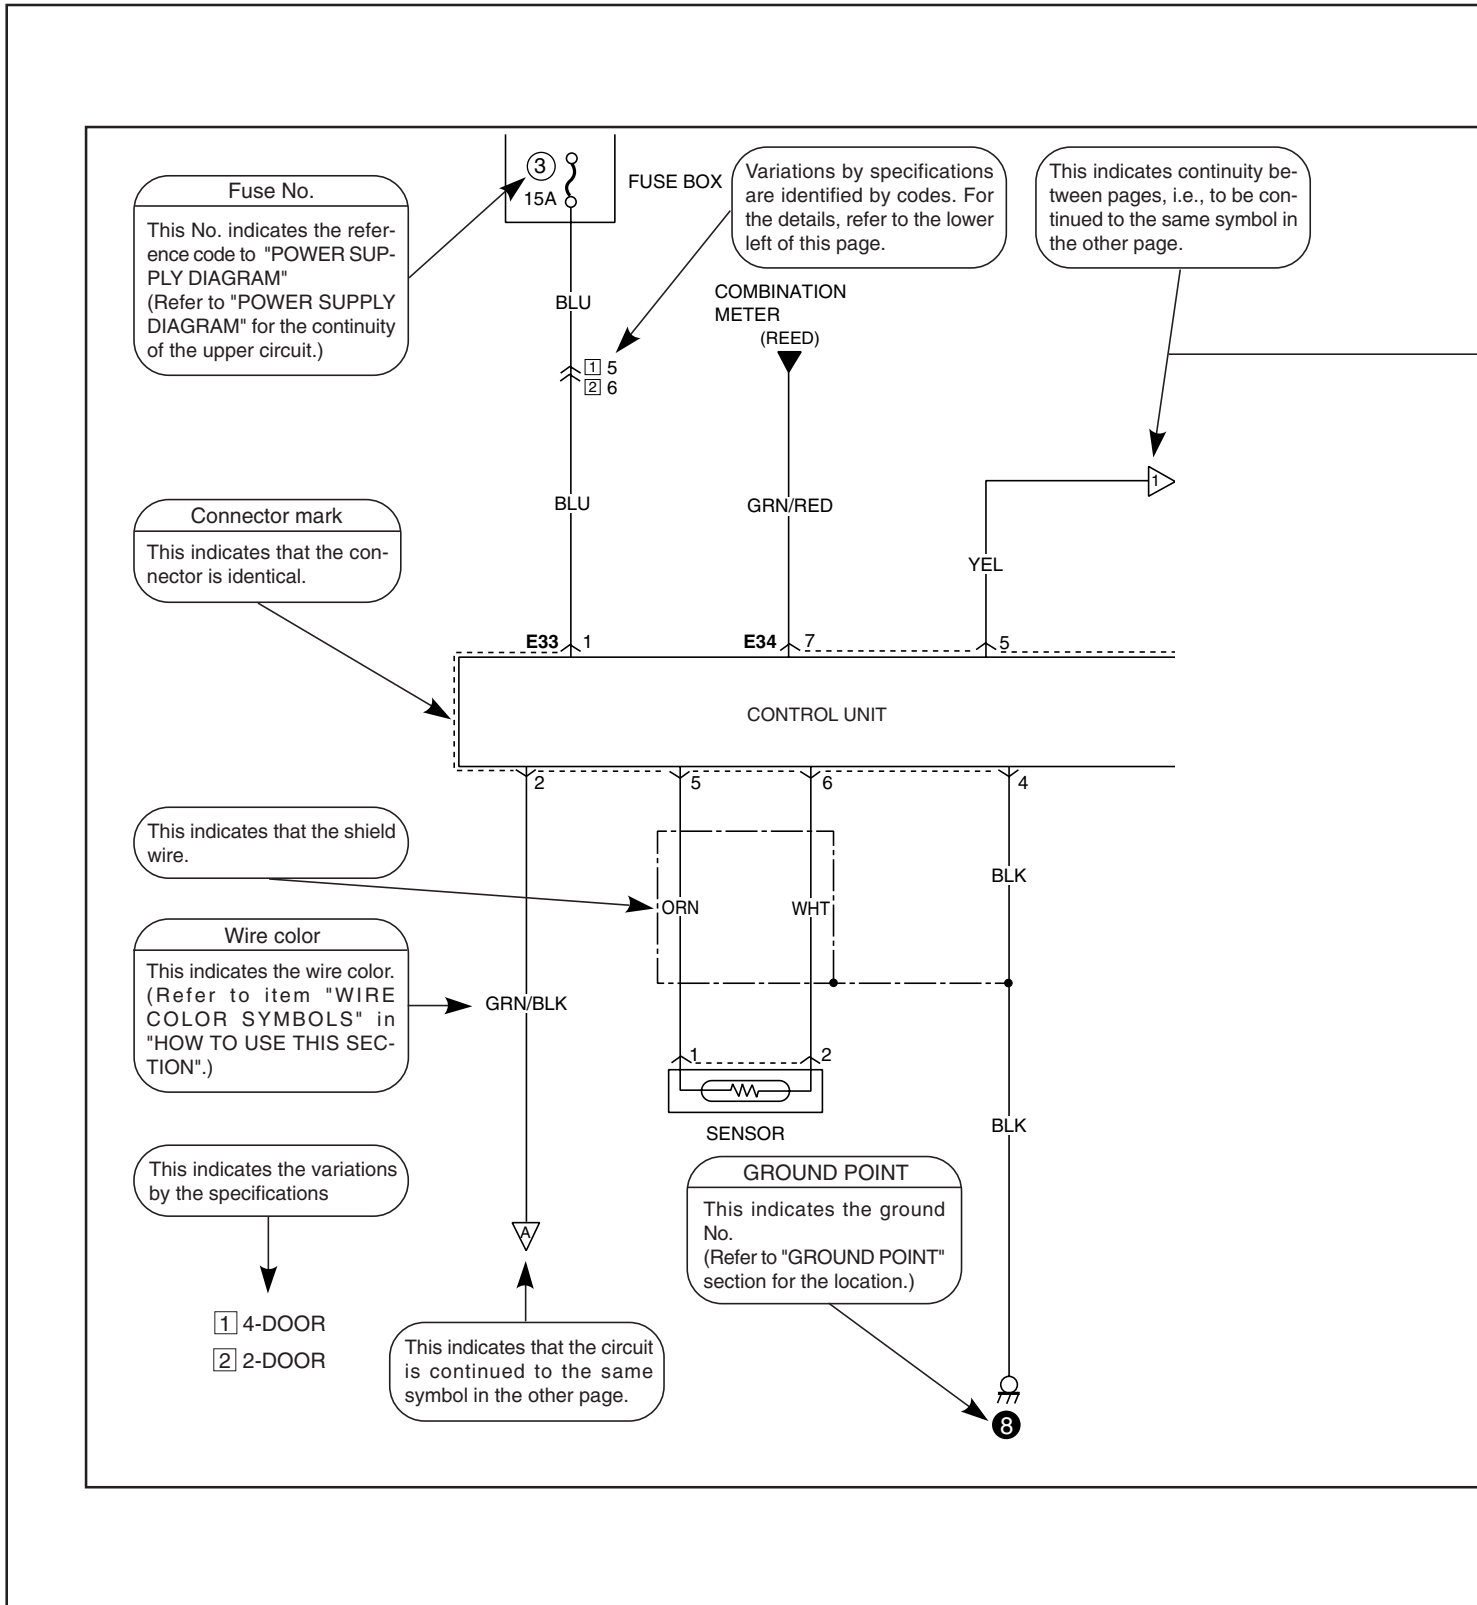 3
15A
FUSE BOX
Fuse No.
This No. indicates the refer-
ence code to "POWER SUP-
PLY DIAGRAM"
(Refer to "POWER SUPPLY
DIAGRAM" for the continuity
of the upper circuit.)
Variations by specifications
are identified by codes. For
the details, refer to the lower
left of this page.
This indicates continuity be-
tween pages, i.e., to be con-
tinued to the same symbol in
the other page.
BLU
COMBINATION
METER
(REED)
1 5
2 6
1
Connector mark
This indicates that the con-
nector is identical.
BLU
GRN/RED
YEL
E33 1
E34 7
5
CONTROL UNIT
2
5
6
4
This indicates that the shield
wire.
BLK
ORN
WHT
Wire color
This indicates the wire color.
(Refer to item "WIRE
COLOR SYMBOLS" in
"HOW TO USE THIS SEC-
TION".)
GRN/BLK
1
2
SENSOR
BLK
This indicates the variations
by the specifications
GROUND POINT
This indicates the ground
No.
(Refer to "GROUND POINT"
section for the location.)
A
1 4-DOOR
2 2-DOOR
This indicates that the circuit
is continued to the same
symbol in the other page.
8